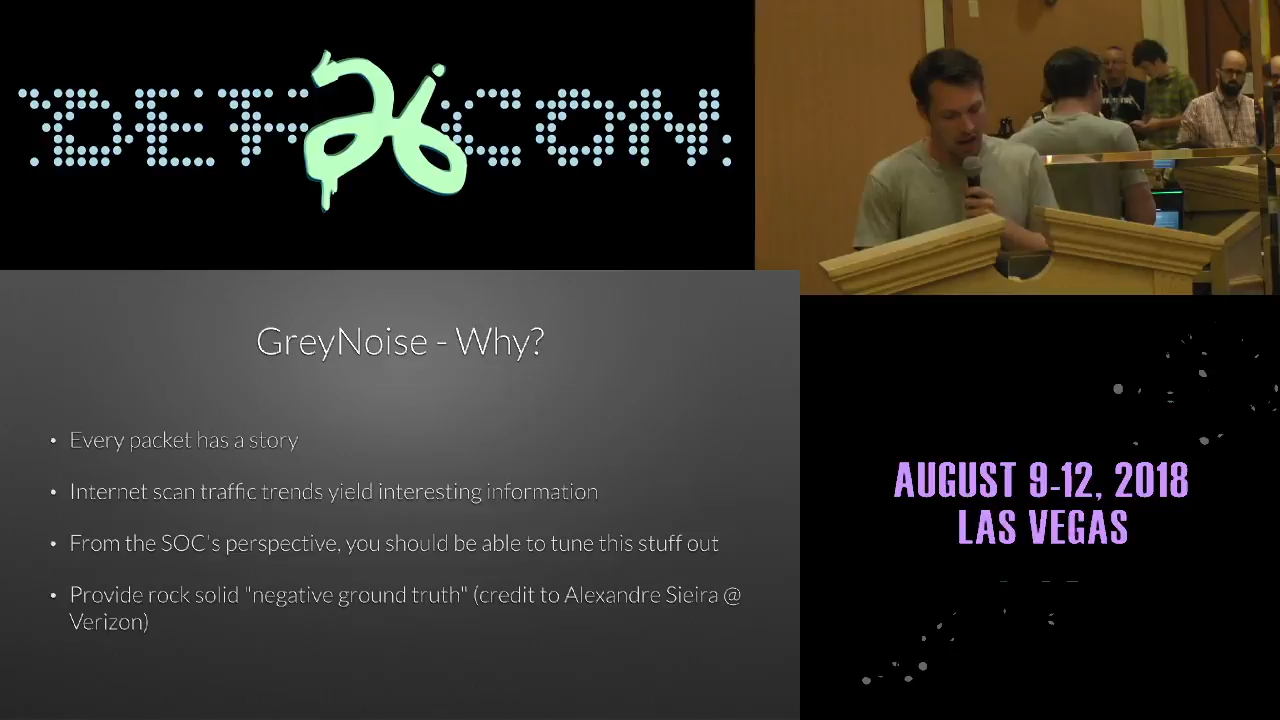 DEF 26 CON
GreyNoise - Why?
• Every packet has a story
• Internet scan traffic trends yield interesting information
• From the SOC's perspective, you should be able to tune this stuff out
• Provide rock solid "negative ground truth" (credit to Alexandre Sieira @
Verizon)
AUGUST 9-12, 2018
LAS VEGAS